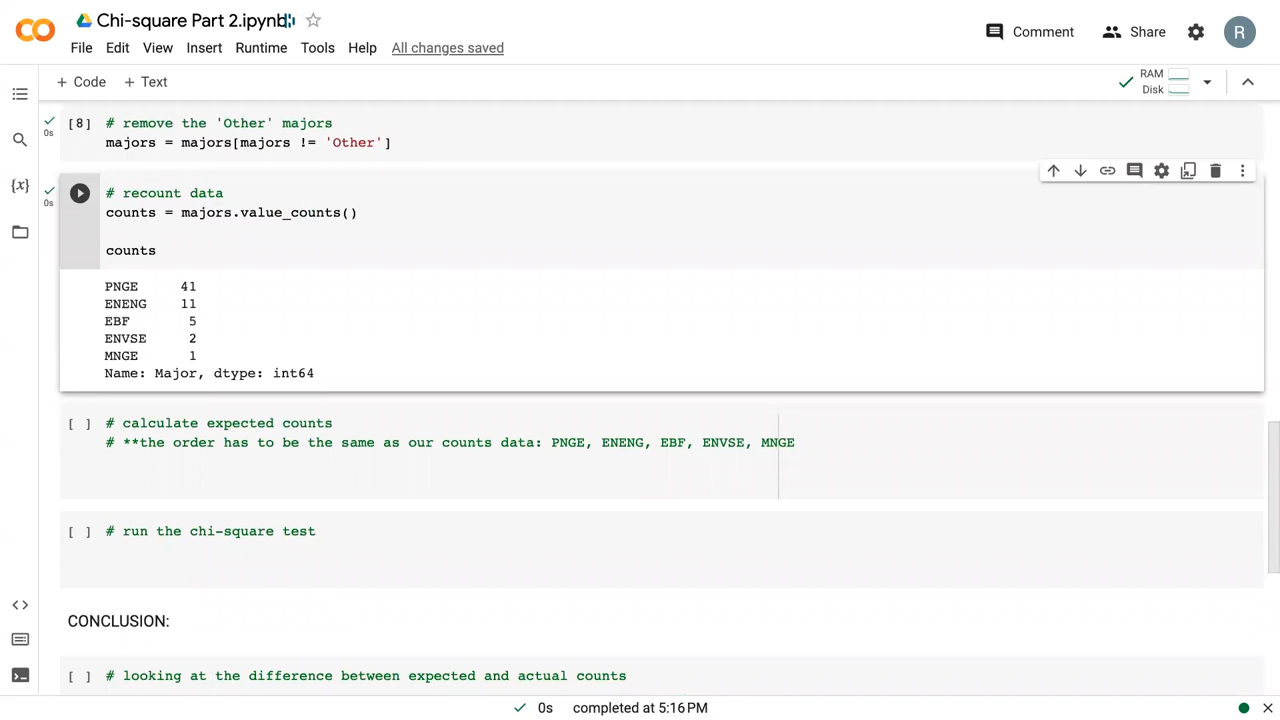 Chi-square Part 2.ipynb
File Edit View Insert Runtime Tools Help All changes saved
Comment Share R
+ Code + Text
RAM
Disk
[8] # remove the 'Other' majors
0s majors = majors[majors != 'Other']
# recount data
0s counts = majors.value_counts()
counts
PNGE 41
ENENG 11
EBF 5
ENVSE 2
MNGE 1
Name: Major, dtype: int64
[ ] # calculate expected counts
# **the order has to be the same as our counts data: PNGE, ENENG, EBF, ENVSE, MNGE
[ ] # run the chi-square test
CONCLUSION:
[ ] # looking at the difference between expected and actual counts
0s completed at 5:16 PM